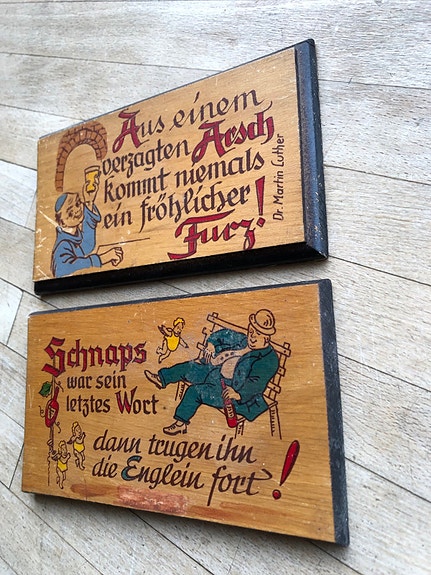 Aus einem
verzagten Arsch
kommt niemals
ein fröhlicher
Furz!
Dr. Martin Luther
Schnaps
war sein
letztes Wort
dann trugen ihn
die Englein fort!